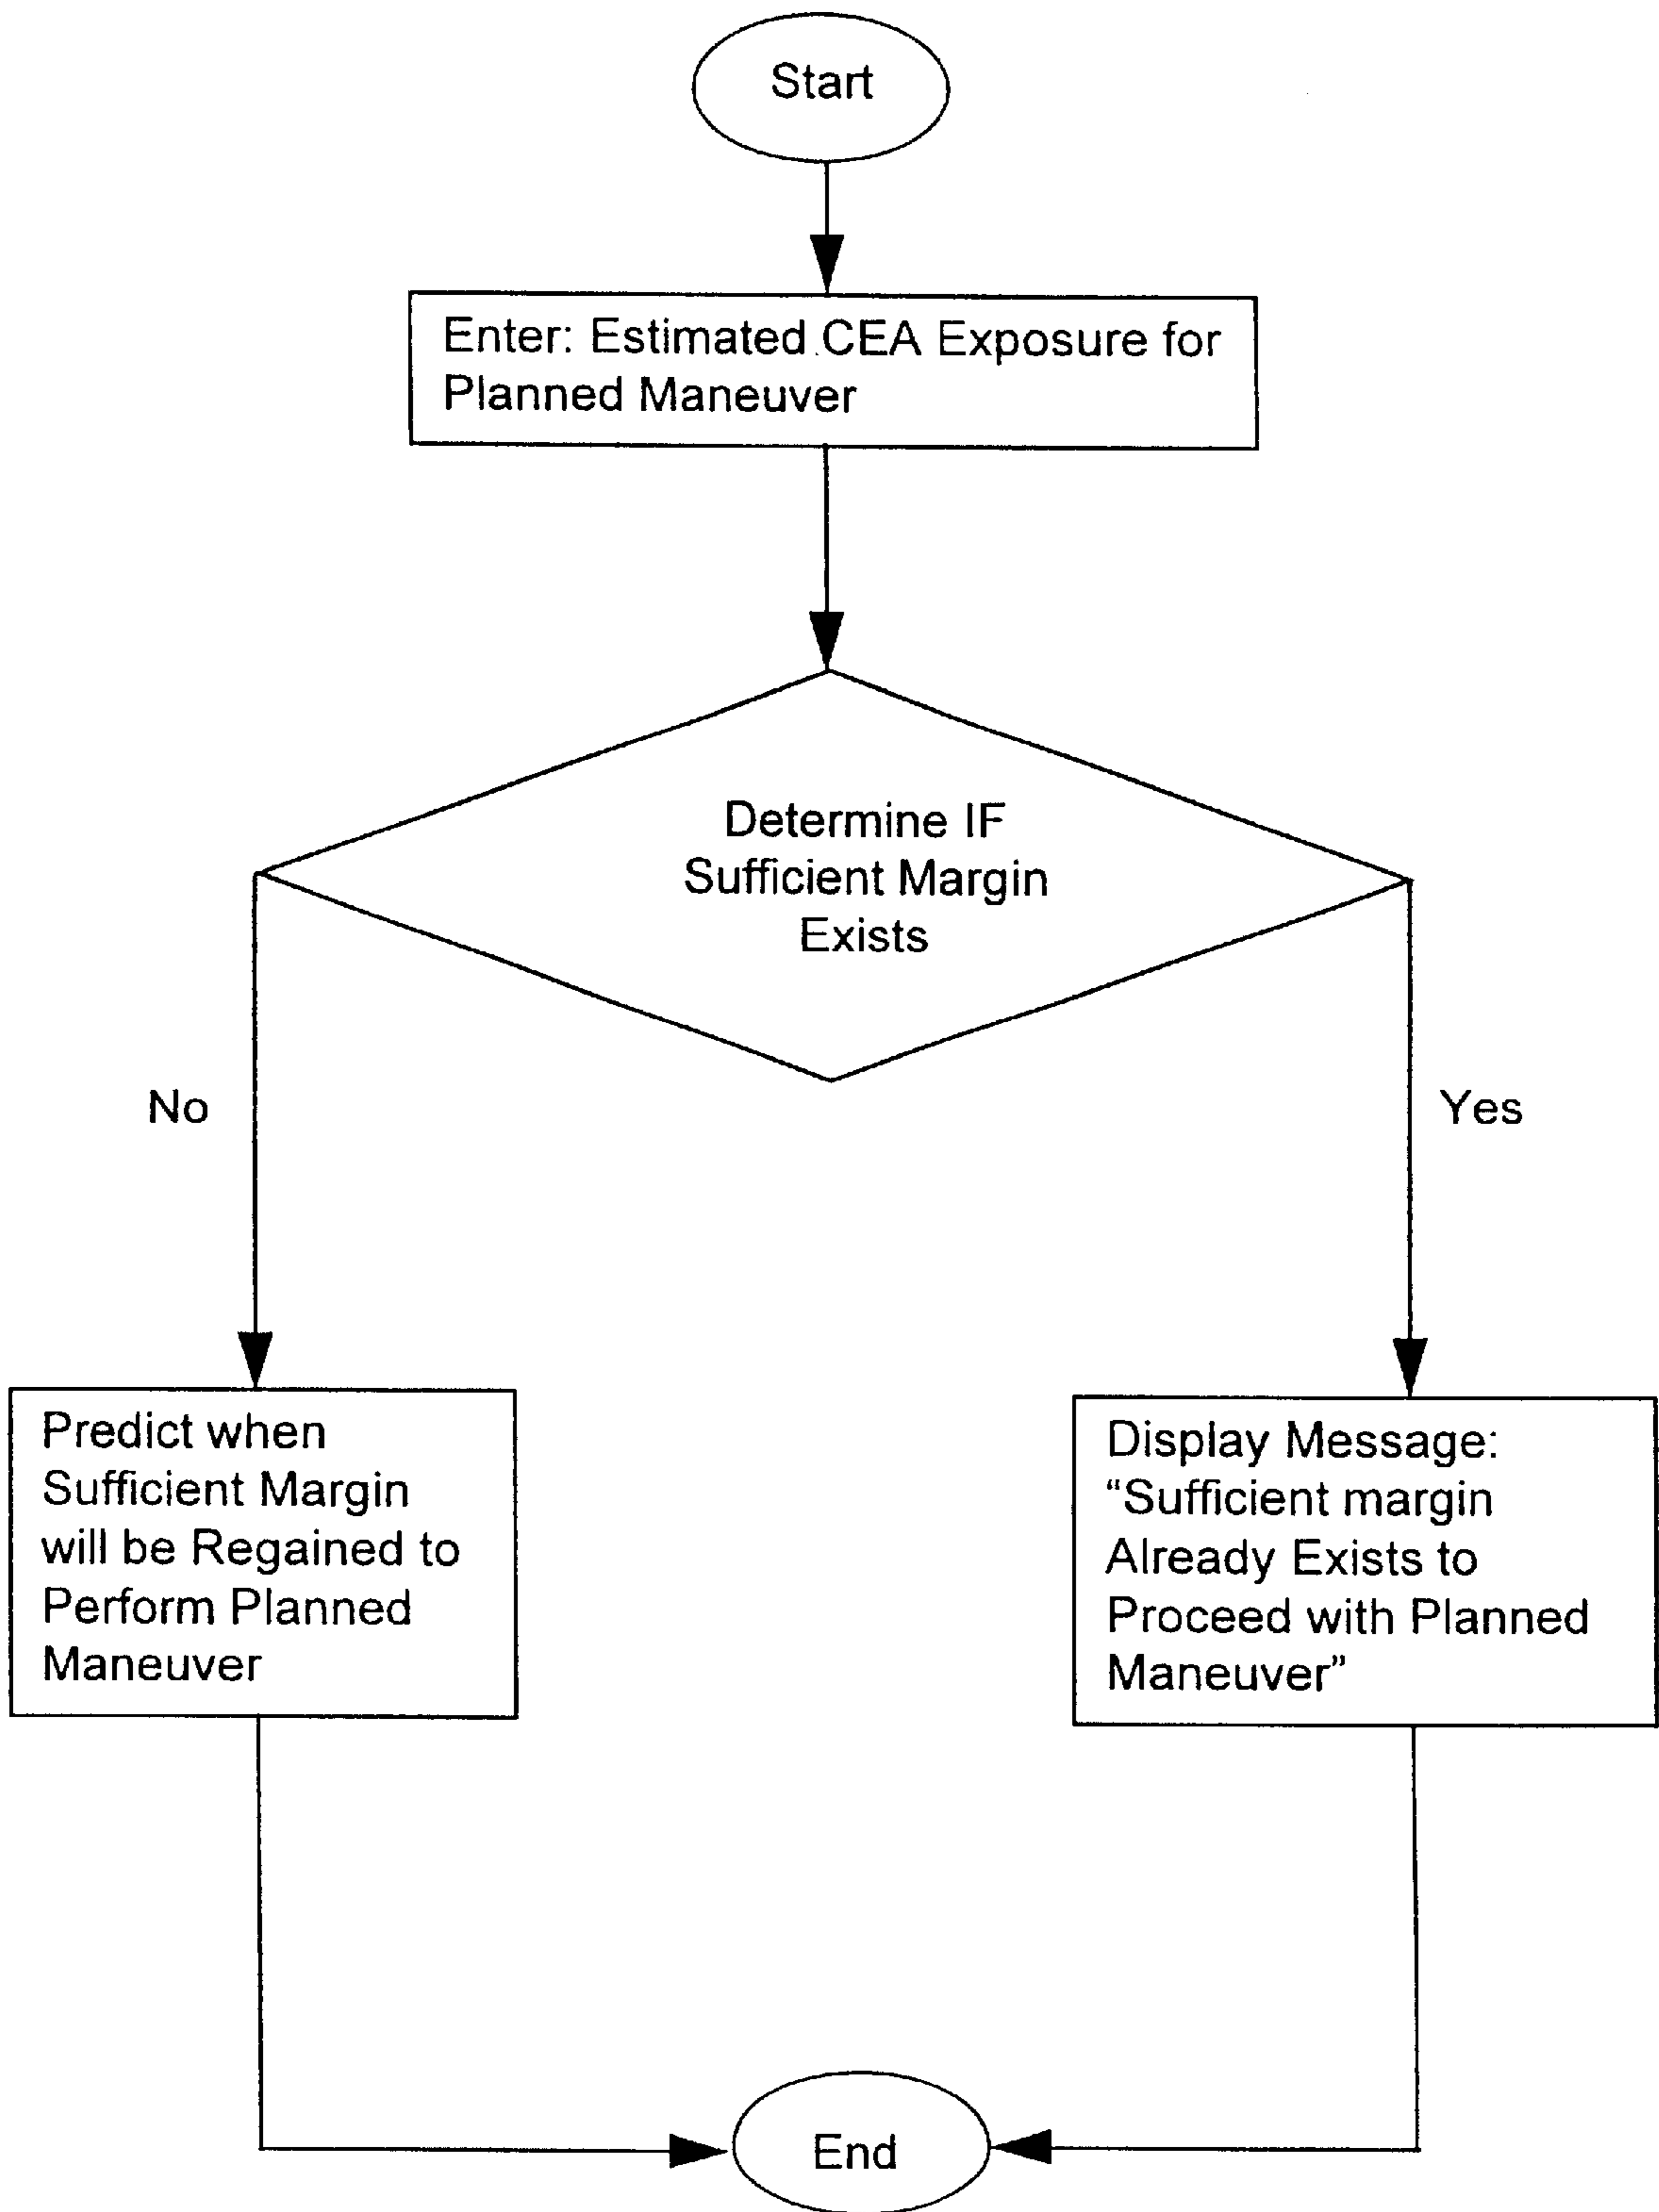 Start
Enter: Estimated CEA Exposure for
Planned Maneuver
Determine IF
Sufficient Margin
Exists
No
Yes
Predict when
Sufficient Margin
will be Regained to
Perform Planned
Maneuver
Display Message:
“Sufficient margin
Already Exists to
Proceed with Planned
Maneuver”
End